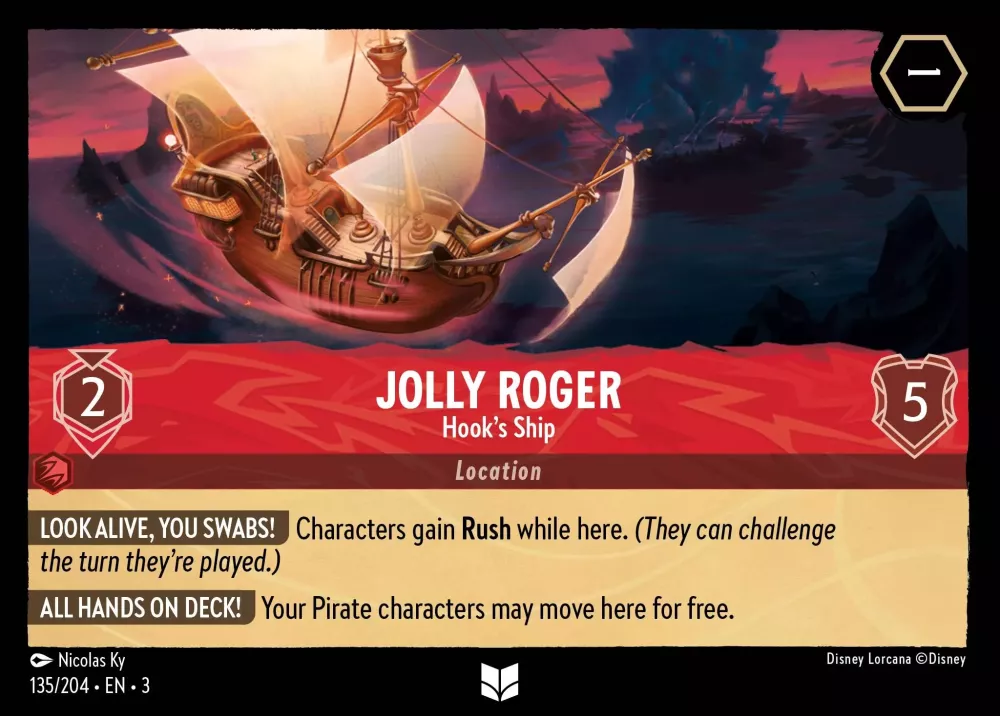 1
2
JOLLY ROGER
5
Hook's Ship
Location
LOOK ALIVE, YOU SWABS! Characters gain Rush while here. (They can challenge
the turn they're played.)
ALL HANDS ON DECK! Your Pirate characters may move here for free.
Nicolas Ky
Disney Lorcana ©Disney
135/204 • EN • 3